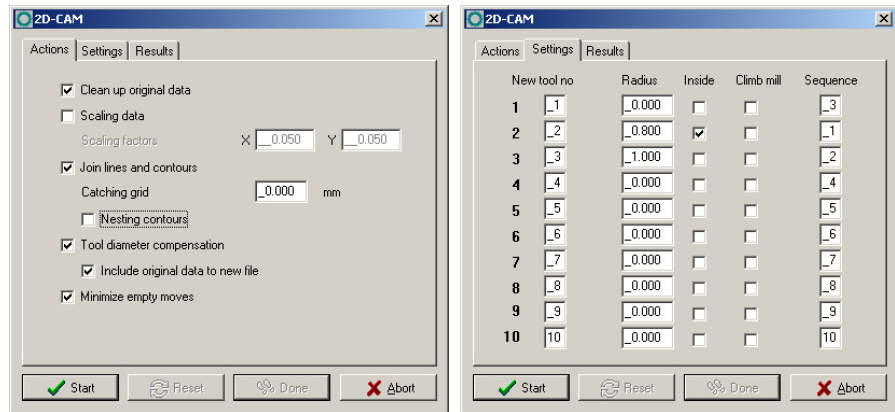 2D-CAM
Actions Settings Results
Clean up original data
Scaling data
Scaling factors X __0.050 Y __0.050
Join lines and contours
Catching grid _0.000 mm
Nesting contours
Tool diameter compensation
Include original data to new file
Minimize empty moves
Start Reset Done Abort
2D-CAM
Actions Settings Results
New tool no Radius Inside Climb mill Sequence
1 _1 _0.000 _3
2 _2 _0.800 _1
3 _3 _1.000 _2
4 _4 _0.000 _4
5 _5 _0.000 _5
6 _6 _0.000 _6
7 _7 _0.000 _7
8 _8 _0.000 _8
9 _9 _0.000 _9
10 10 _0.000 10
Start Reset Done Abort